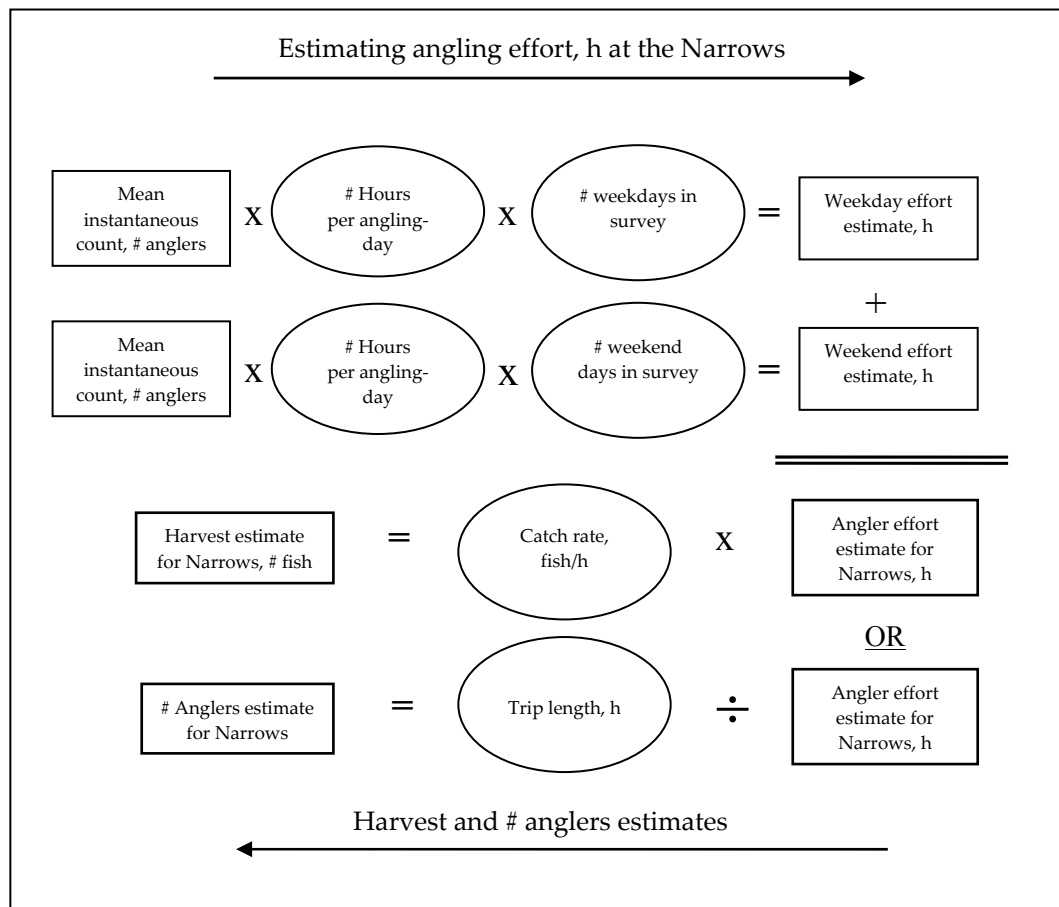 Estimating angling effort, h at the Narrows
Mean
instantaneous
count, # anglers
x
# Hours
per angling-
day
x
# weekdays in
survey
=
Weekday effort
estimate, h
+
Mean
instantaneous
count, # anglers
x
# Hours
per angling-
day
x
# weekend
days in survey
=
Weekend effort
estimate, h
Harvest estimate
for Narrows, # fish
=
Catch rate,
fish/h
x
Angler effort
estimate for
Narrows, h
OR
# Anglers estimate
for Narrows
=
Trip length, h
÷
Angler effort
estimate for
Narrows, h
Harvest and # anglers estimates